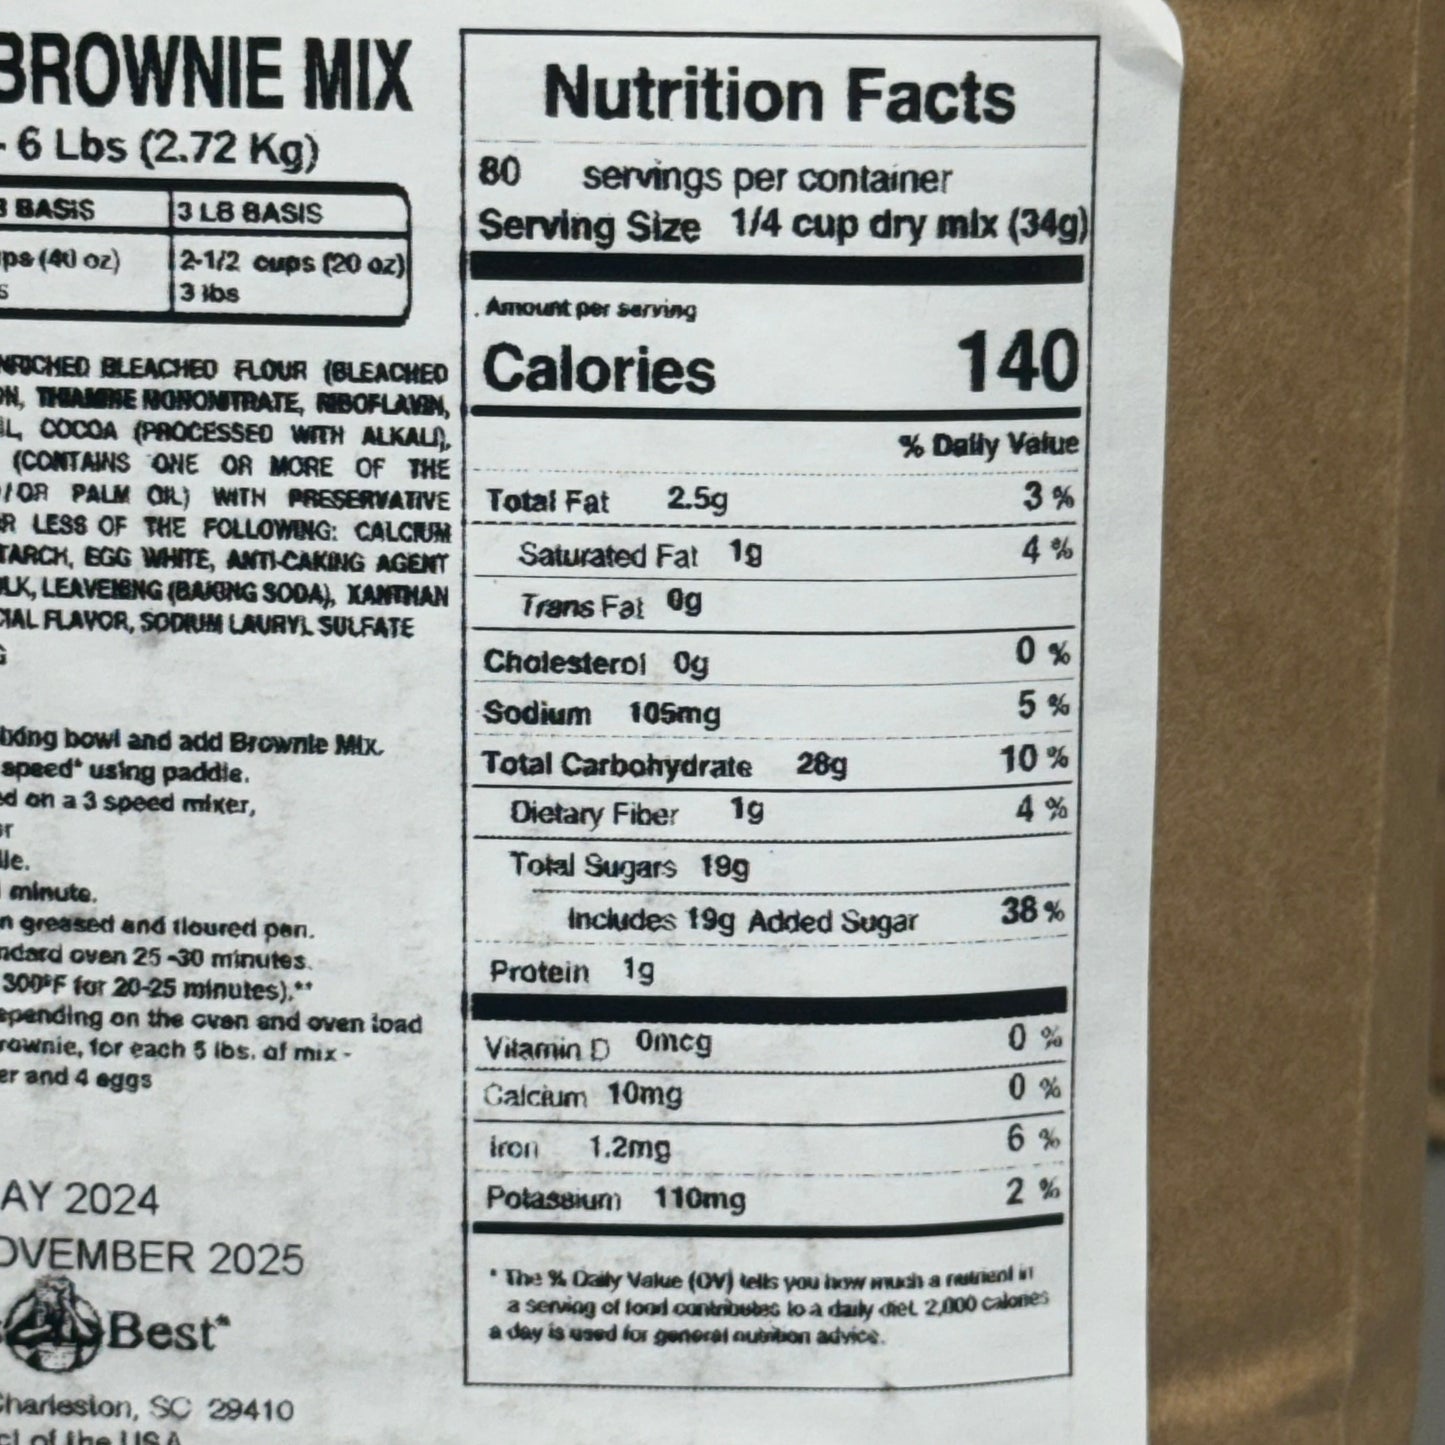 BROWNIE MIX
- 6 Lbs (2.72 Kg)
BASIS 3 LB BASIS
(40 oz) 2-1/2 cups (20 oz)
3 lbs
BLEACHED FLOUR (BLEACHED
THIAMINE MONONITRATE, RIBOFLAVIN,
COCOA (PROCESSED WITH ALKALI),
(CONTAINS ONE OR MORE OF THE
/ OR PALM OIL) WITH PRESERVATIVE
R LESS OF THE FOLLOWING: CALCIUM
TARCH, EGG WHITE, ANTI-CAKING AGENT
LEAVENING (BAKING SODA), XANTHAN
CIAL FLAVOR, SODIUM LAURYL SULFATE
G
bowl and add Brownie Mix.
speed* using paddle.
ed on a 3 speed mixer,
or
dle.
minute.
n greased and floured pan.
ndard oven 25 -30 minutes.
300°F for 20-25 minutes).**
epending on the oven and oven load
rownie, for each 5 lbs. of mix -
er and 4 eggs
AY 2024
OVEMBER 2025
Best*
Charleston, SC 29410
ct of the USA
Nutrition Facts
80 servings per container
Serving Size 1/4 cup dry mix (34g)
Amount per serving
Calories 140
% Daily Value
Total Fat 2.5g 3 %
Saturated Fat 1g 4 %
Trans Fat 0g
Cholesterol 0g 0 %
Sodium 105mg 5 %
Total Carbohydrate 28g 10 %
Dietary Fiber 1g 4 %
Total Sugars 19g
Includes 19g Added Sugar 38 %
Protein 1g
Vitamin D 0mcg 0 %
Calcium 10mg 0 %
Iron 1.2mg 6 %
Potassium 110mg 2 %
* The % Daily Value (DV) tells you how much a nutrient in
a serving of food contributes to a daily diet. 2,000 calories
a day is used for general nutrition advice.